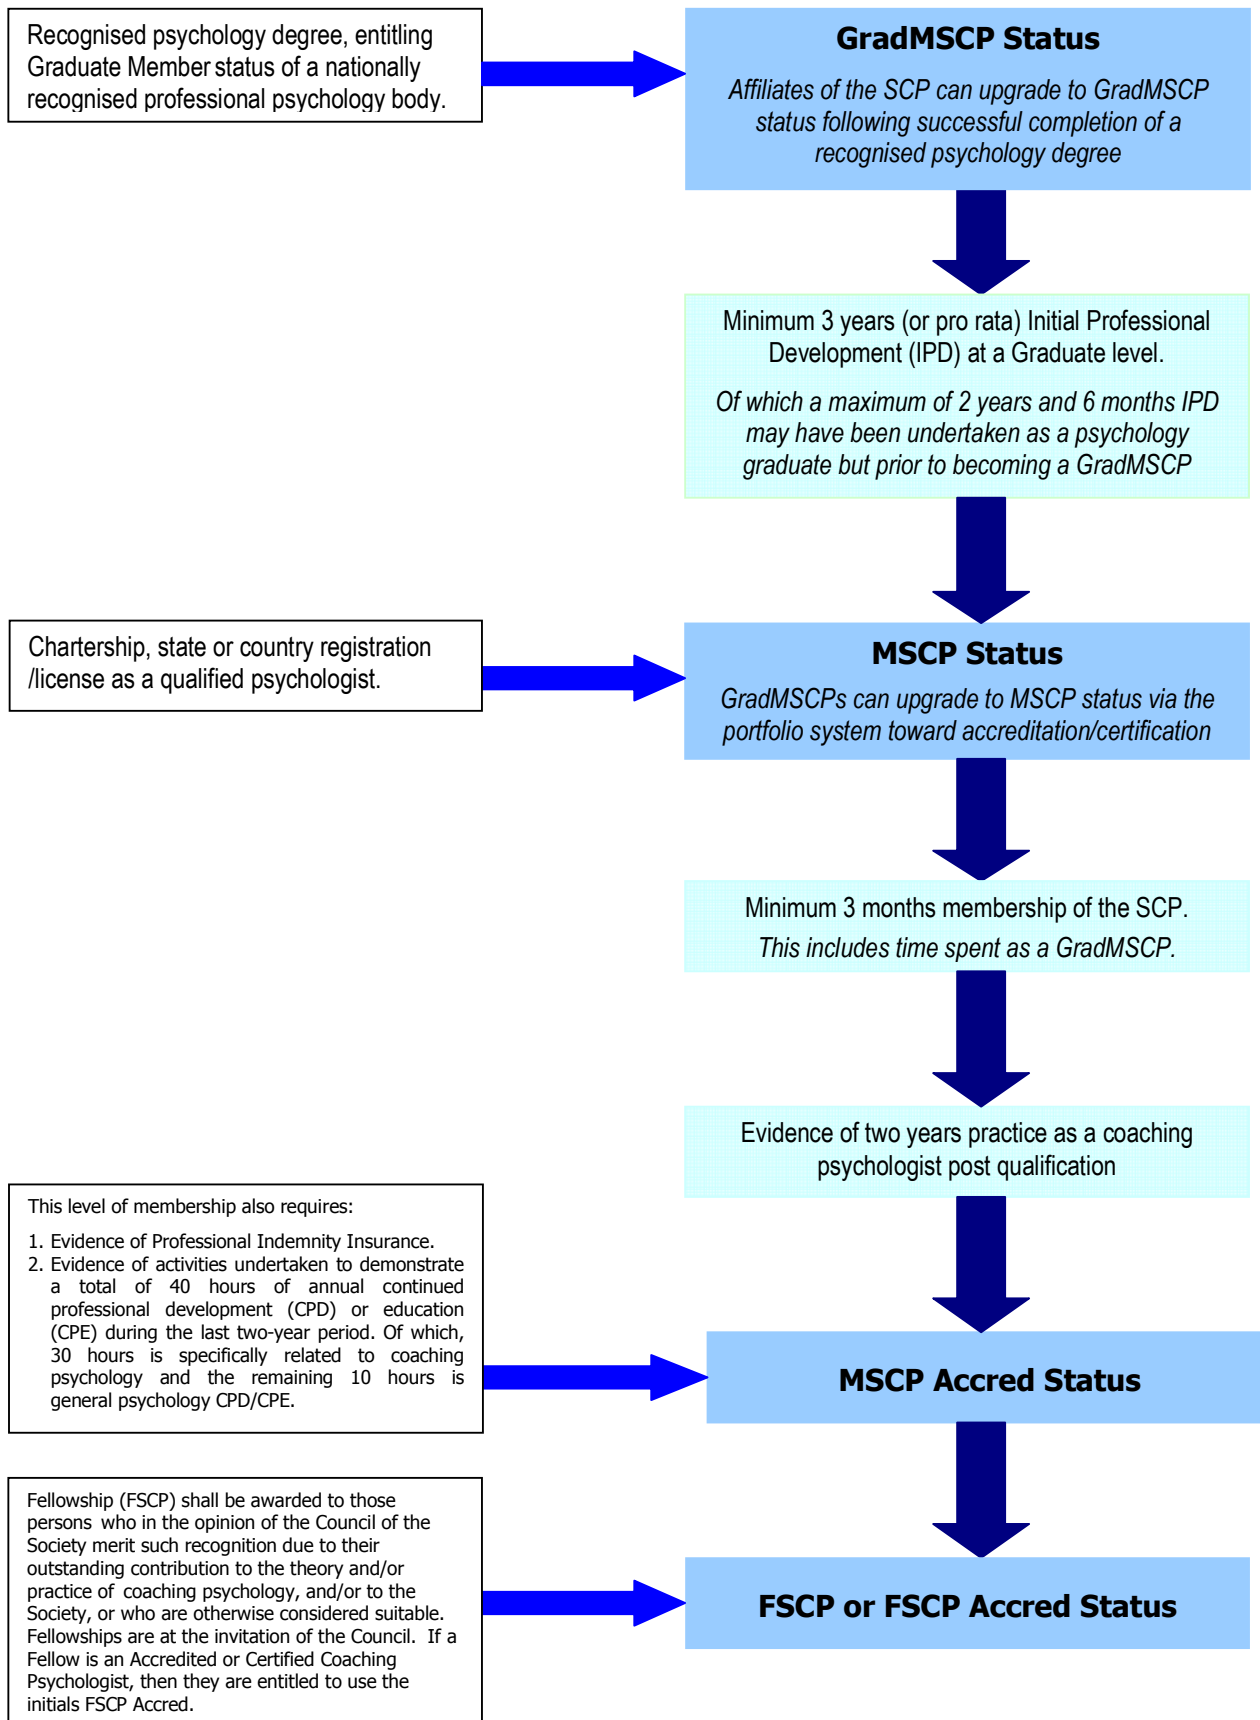 Recognised psychology degree, entitling
Graduate Member status of a nationally
recognised professional psychology body.
GradMSCP Status
Affiliates of the SCP can upgrade to GradMSCP
status following successful completion of a
recognised psychology degree
Minimum 3 years (or pro rata) Initial Professional
Development (IPD) at a Graduate level.
Of which a maximum of 2 years and 6 months IPD
may have been undertaken as a psychology
graduate but prior to becoming a GradMSCP
Chartership, state or country registration
/license as a qualified psychologist.
MSCP Status
GradMSCPs can upgrade to MSCP status via the
portfolio system toward accreditation/certification
Minimum 3 months membership of the SCP.
This includes time spent as a GradMSCP.
Evidence of two years practice as a coaching
psychologist post qualification
This level of membership also requires:
1. Evidence of Professional Indemnity Insurance.
2. Evidence of activities undertaken to demonstrate
a total of 40 hours of annual continued
professional development (CPD) or education
(CPE) during the last two-year period. Of which,
30 hours is specifically related to coaching
psychology and the remaining 10 hours is
general psychology CPD/CPE.
MSCP Accred Status
Fellowship (FSCP) shall be awarded to those
persons who in the opinion of the Council of the
Society merit such recognition due to their
outstanding contribution to the theory and/or
practice of coaching psychology, and/or to the
Society, or who are otherwise considered suitable.
Fellowships are at the invitation of the Council. If a
Fellow is an Accredited or Certified Coaching
Psychologist, then they are entitled to use the
initials FSCP Accred.
FSCP or FSCP Accred Status